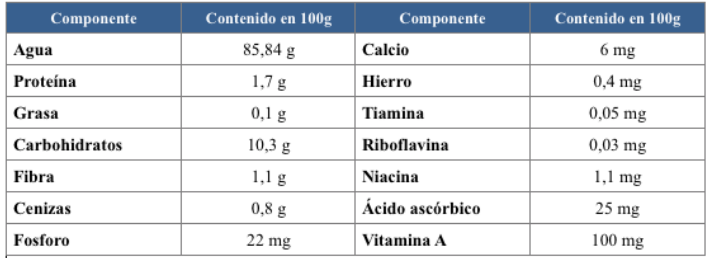 Componente Contenido en 100g Componente Contenido en 100g
Agua 85,84 g Calcio 6 mg
Proteína 1,7 g Hierro 0,4 mg
Grasa 0,1 g Tiamina 0,05 mg
Carbohidratos 10,3 g Riboflavina 0,03 mg
Fibra 1,1 g Niacina 1,1 mg
Cenizas 0,8 g Ácido ascórbico 25 mg
Fosforo 22 mg Vitamina A 100 mg